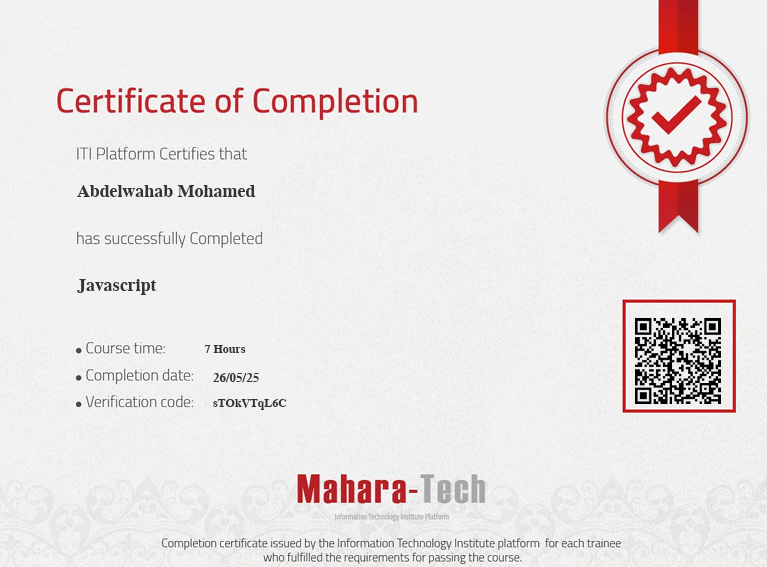 Certificate of Completion
ITI Platform Certifies that
Abdelwahab Mohamed
has successfully Completed
Javascript
Course time: 7 Hours
Completion date: 26/05/25
Verification code: sTOkVTqL6C
Mahara-Tech
Information Technology Institute Platform
Completion certificate issued by the Information Technology Institute platform for each trainee
who fulfilled the requirements for passing the course.